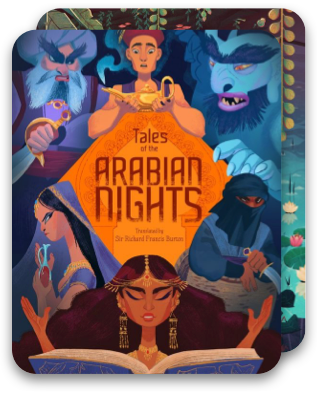 Tales
of the
ARABIAN
NIGHTS
Translated by
Sir Richard Francis Burton